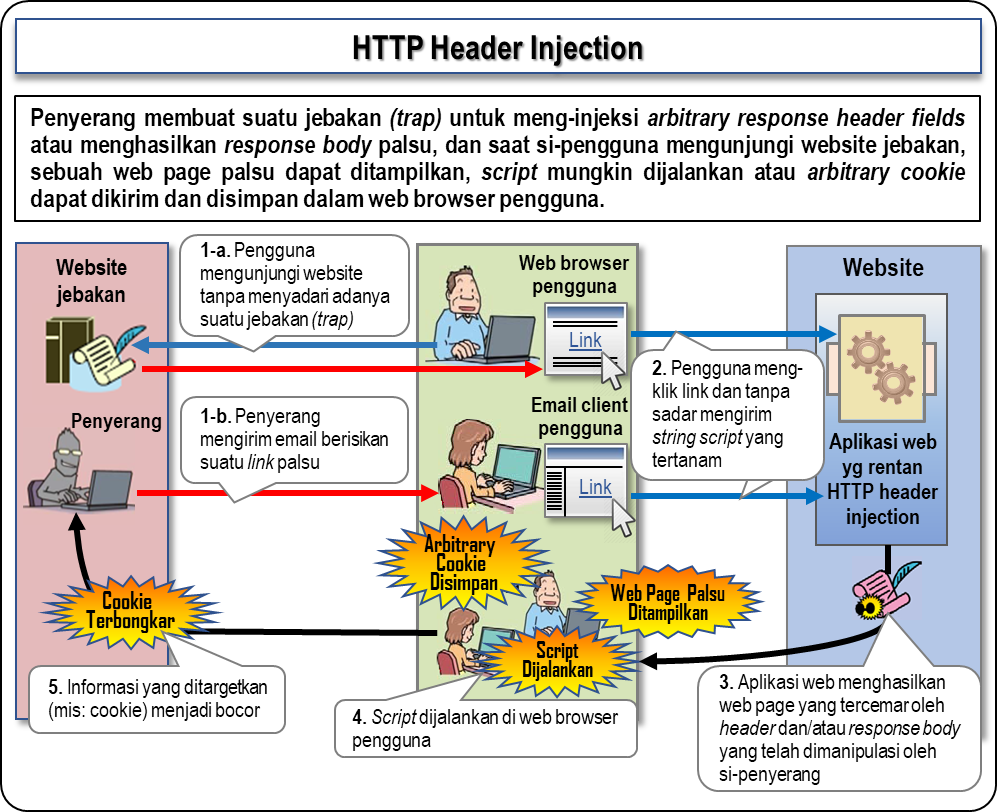 HTTP Header Injection
Penyerang membuat suatu jebakan (trap) untuk meng-injeksi arbitrary response header fields
atau menghasilkan response body palsu, dan saat si-pengguna mengunjungi website jebakan,
sebuah web page palsu dapat ditampilkan, script mungkin dijalankan atau arbitrary cookie
dapat dikirim dan disimpan dalam web browser pengguna.
Website
jebakan
1-a. Pengguna
mengunjungi website
tanpa menyadari adanya
suatu jebakan (trap)
Web browser
pengguna
Link
Website
Penyerang
1-b. Penyerang
mengirim email berisikan
suatu link palsu
Email client
pengguna
Link
2. Pengguna meng-
klik link dan tanpa
sadar mengirim
string script yang
tertanam
Aplikasi web
yg rentan
HTTP header
injection
Arbitrary
Cookie
Disimpan
Web Page Palsu
Ditampilkan
Cookie
Terbongkar
Script
Dijalankan
5. Informasi yang ditargetkan
(mis: cookie) menjadi bocor
4. Script dijalankan di web browser
pengguna
3. Aplikasi web menghasilkan
web page yang tercemar oleh
header dan/atau response body
yang telah dimanipulasi oleh
si-penyerang